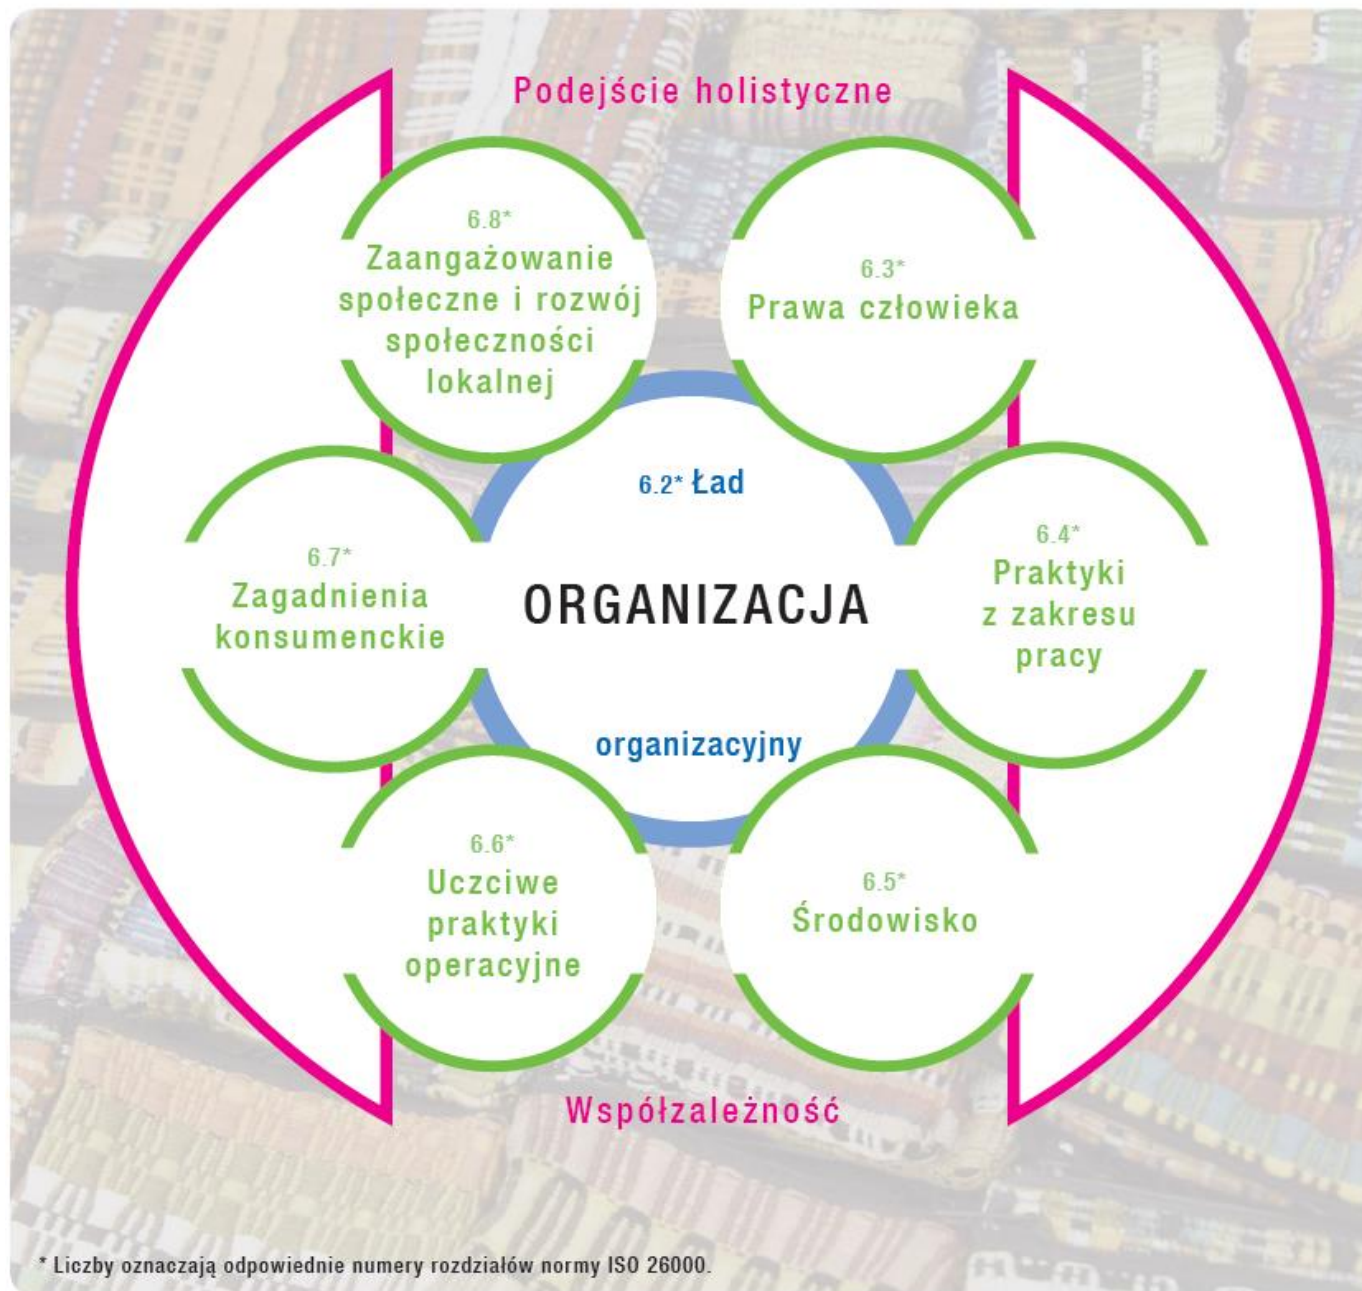 Podejście holistyczne
6.8*
Zaangażowanie
społeczne i rozwój
społeczności
lokalnej
6.3*
Prawa człowieka
6.2* Ład
ORGANIZACJA
organizacyjny
6.7*
Zagadnienia
konsumenckie
6.4*
Praktyki
z zakresu
pracy
6.6*
Uczciwe
praktyki
operacyjne
6.5*
Środowisko
Współzależność
* Liczby oznaczają odpowiednie numery rozdziałów normy ISO 26000.